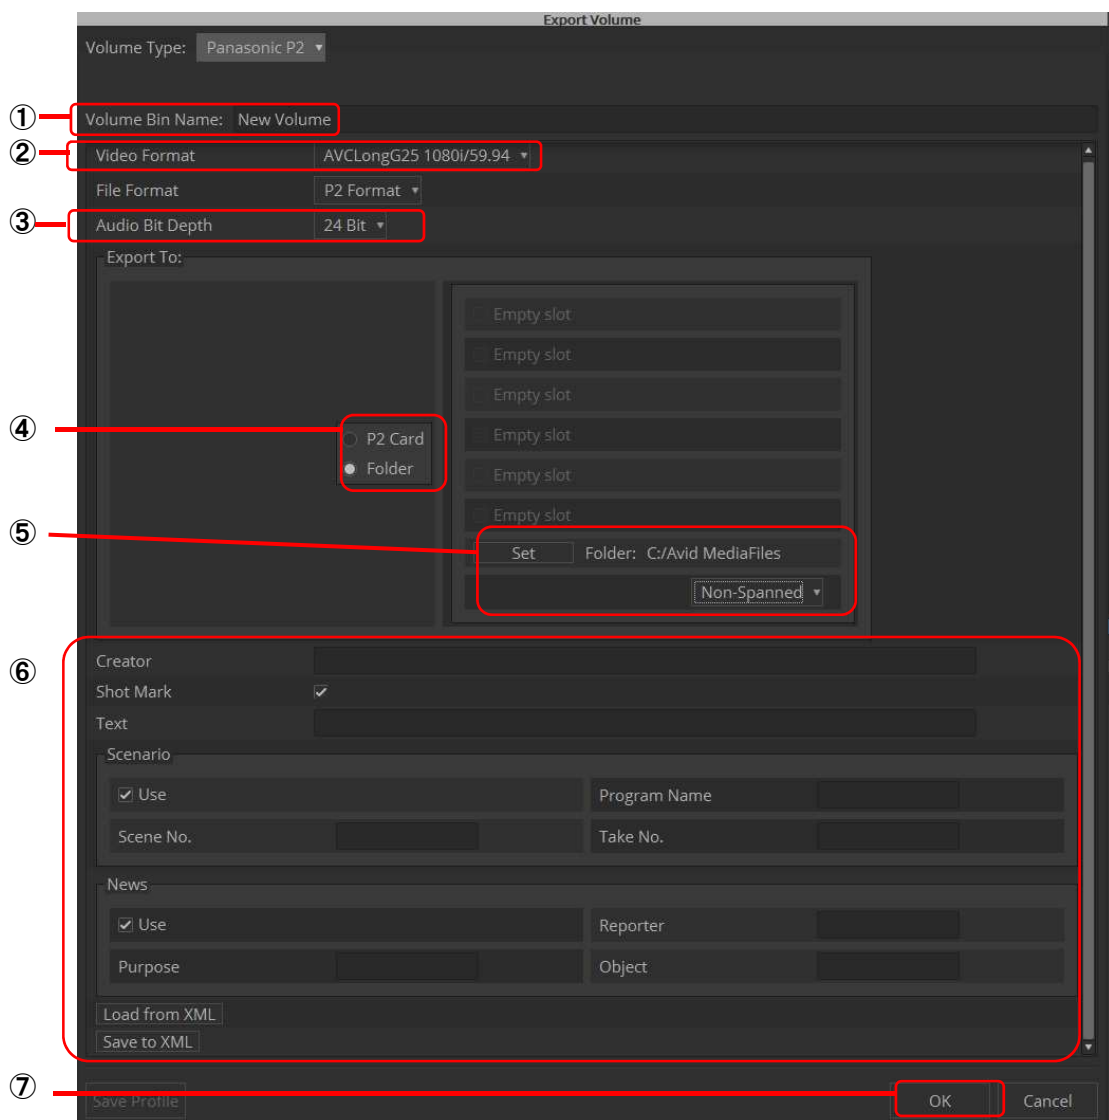 Export Volume
Volume Type: Panasonic P2
① Volume Bin Name: New Volume
② Video Format AVCLongG25 1080i/59.94
File Format P2 Format
③ Audio Bit Depth 24 Bit
Export To:
Empty slot
Empty slot
Empty slot
④ P2 Card Empty slot
Folder Empty slot
Empty slot
⑤ Set Folder: C:/Avid MediaFiles
Non-Spanned
⑥ Creator
Shot Mark
Text
Scenario
Use Program Name
Scene No. Take No.
News
Use Reporter
Purpose Object
Load from XML
Save to XML
⑦ Save Profile OK Cancel